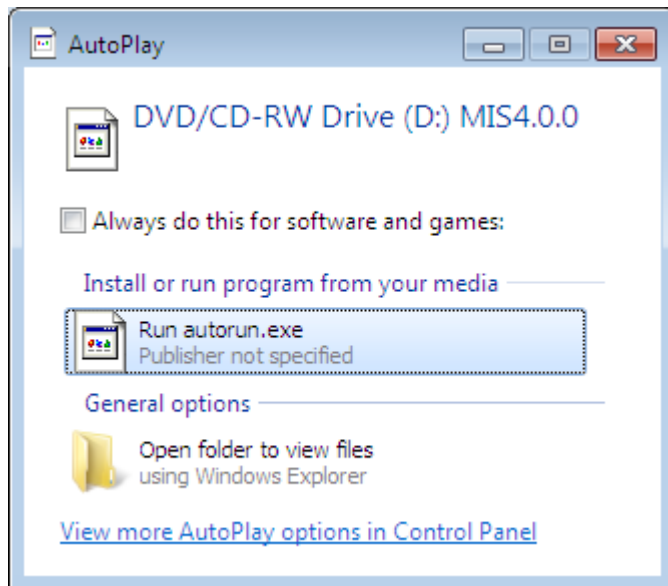 AutoPlay
DVD/CD-RW Drive (D:) MIS4.0.0
Always do this for software and games:
Install or run program from your media
Run autorun.exe
Publisher not specified
General options
Open folder to view files
using Windows Explorer
View more AutoPlay options in Control Panel